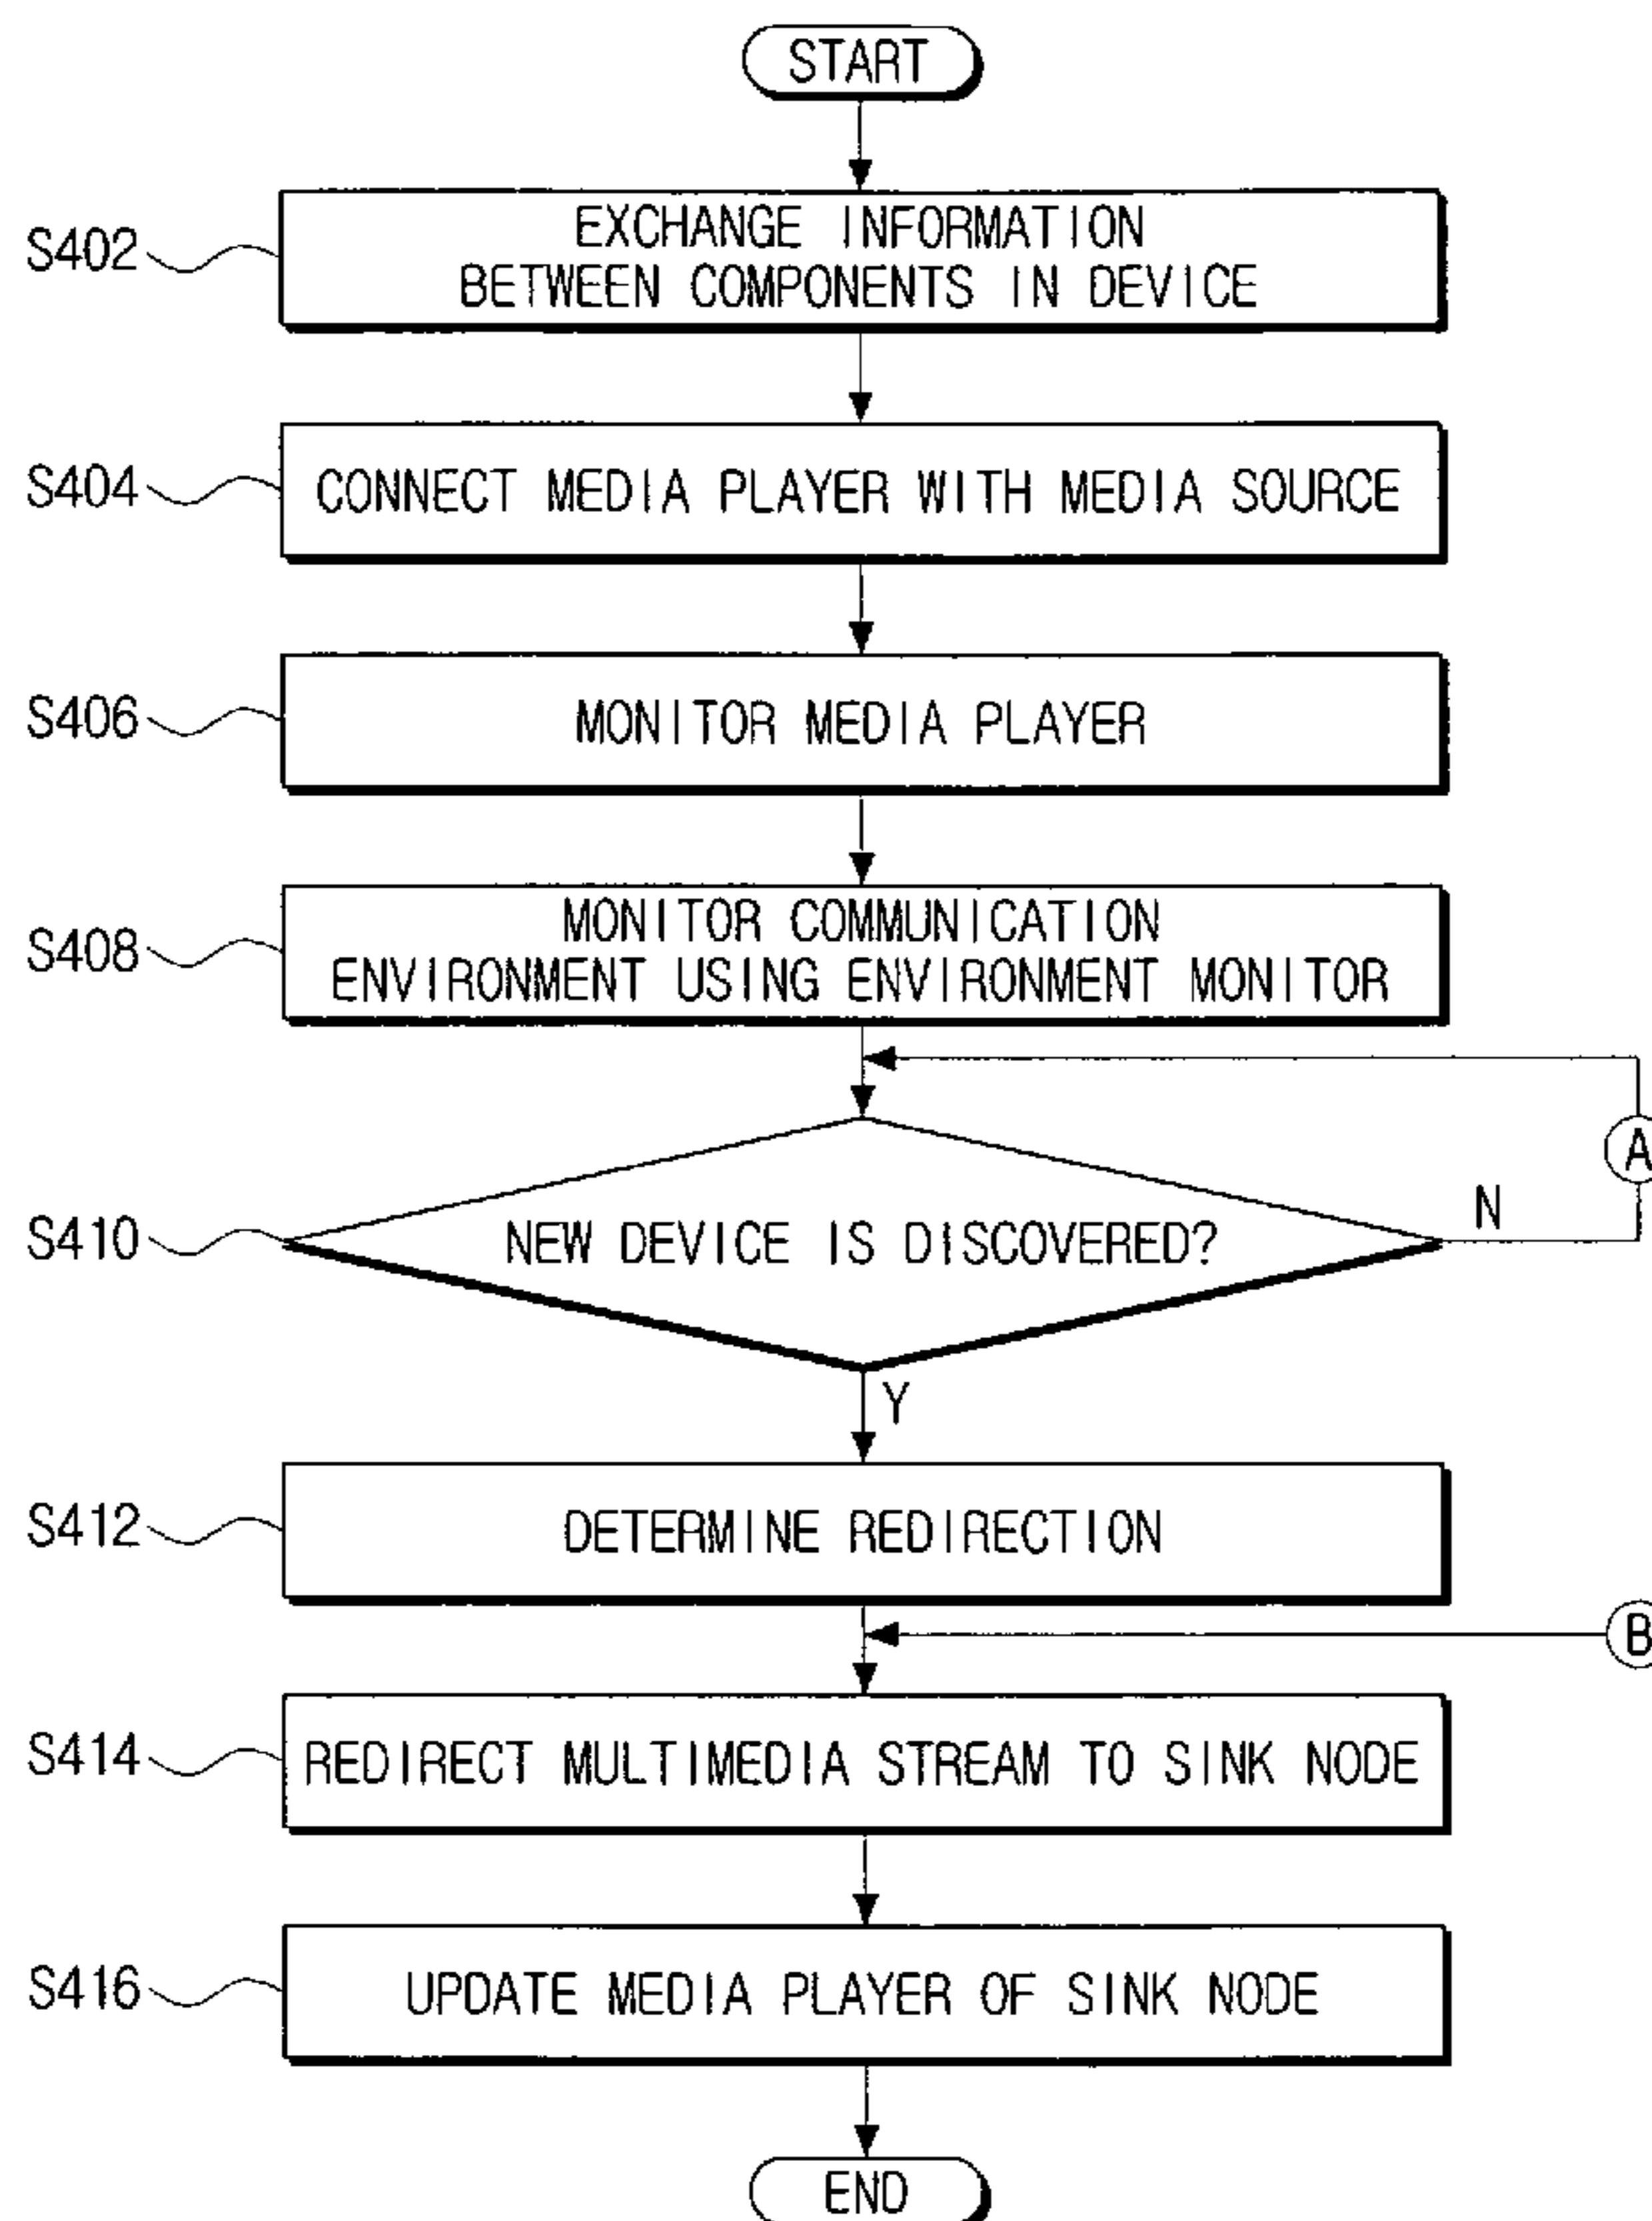 START
S402
EXCHANGE INFORMATION
BETWEEN COMPONENTS IN DEVICE
S404
CONNECT MEDIA PLAYER WITH MEDIA SOURCE
S406
MONITOR MEDIA PLAYER
S408
MONITOR COMMUNICATION
ENVIRONMENT USING ENVIRONMENT MONITOR
A
S410
NEW DEVICE IS DISCOVERED?
N
Y
S412
DETERMINE REDIRECTION
B
S414
REDIRECT MULTIMEDIA STREAM TO SINK NODE
S416
UPDATE MEDIA PLAYER OF SINK NODE
END